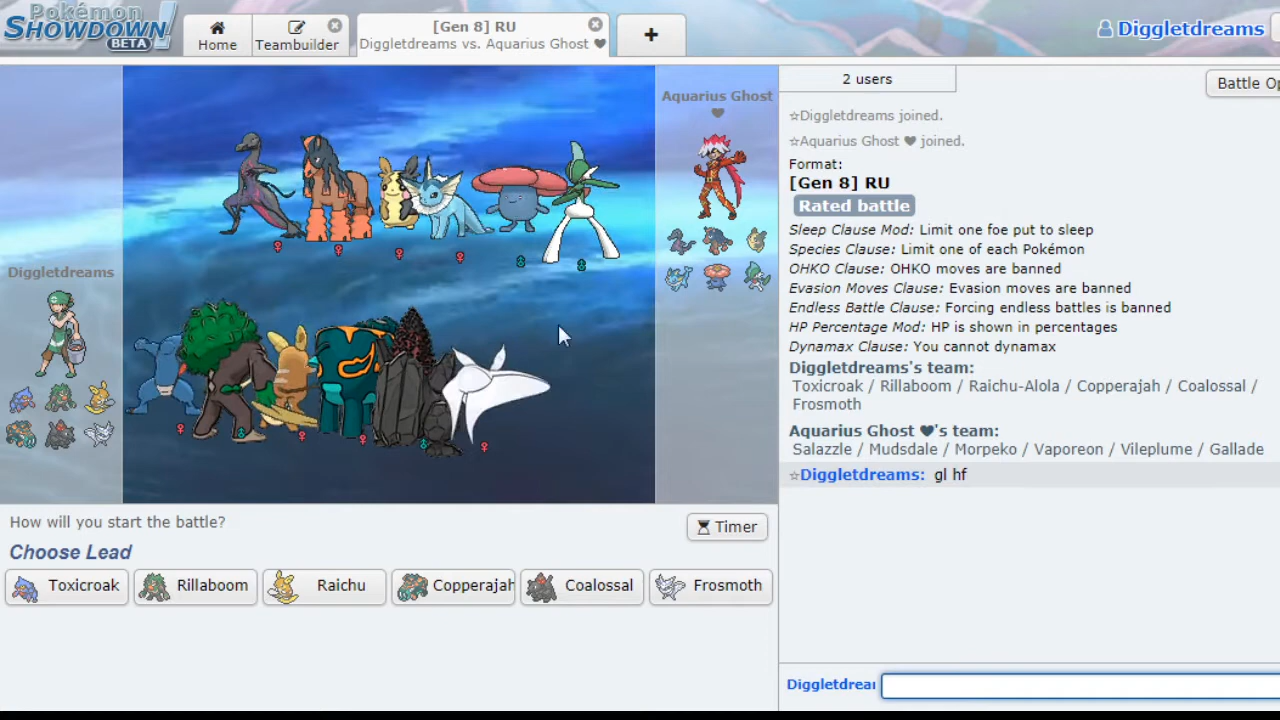 Pokémon
SHOWDOWN!
BETA
Home
Teambuilder
[Gen 8] RU
Diggletdreams vs. Aquarius Ghost ❤
+
Diggletdreams
Diggletdreams
Aquarius Ghost
❤
How will you start the battle?
Timer
Choose Lead
Toxicroak
Rillaboom
Raichu
Copperajah
Coalossal
Frosmoth
2 users
Battle Op
☆Diggletdreams joined.
☆Aquarius Ghost ❤ joined.
Format:
[Gen 8] RU
Rated battle
Sleep Clause Mod: Limit one foe put to sleep
Species Clause: Limit one of each Pokémon
OHKO Clause: OHKO moves are banned
Evasion Moves Clause: Evasion moves are banned
Endless Battle Clause: Forcing endless battles is banned
HP Percentage Mod: HP is shown in percentages
Dynamax Clause: You cannot dynamax
Diggletdreams's team:
Toxicroak / Rillaboom / Raichu-Alola / Copperajah / Coalossal /
Frosmoth
Aquarius Ghost ❤'s team:
Salazzle / Mudsdale / Morpeko / Vaporeon / Vileplume / Gallade
☆Diggletdreams: gl hf
Diggletdrea